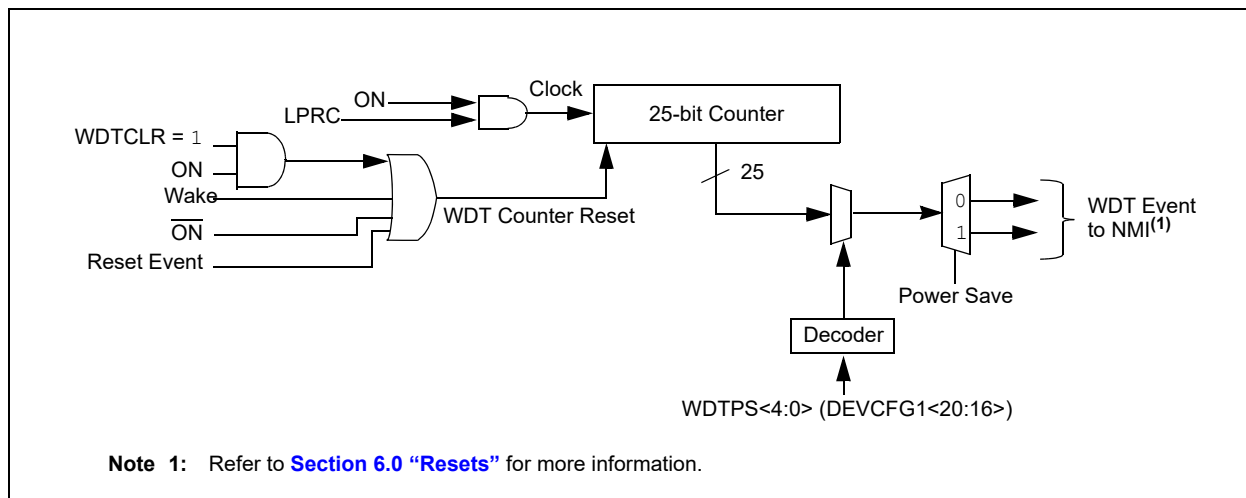 ON
LPRC
Clock
25-bit Counter
WDTCLR = 1
ON
Wake
ON
Reset Event
WDT Counter Reset
25
0
1
WDT Event
to NMI(1)
Power Save
Decoder
WDTPS<4:0> (DEVCFG1<20:16>)
Note 1: Refer to Section 6.0 “Resets” for more information.